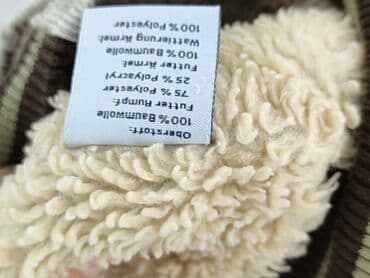 Oberstoff:
100 % Baumwolle
Futter Rumpf:
75 % Polyester
25 % Polyacryl
Futter Ärmel:
100 % Baumwolle
Wattierung Ärmel:
100 % Polyester